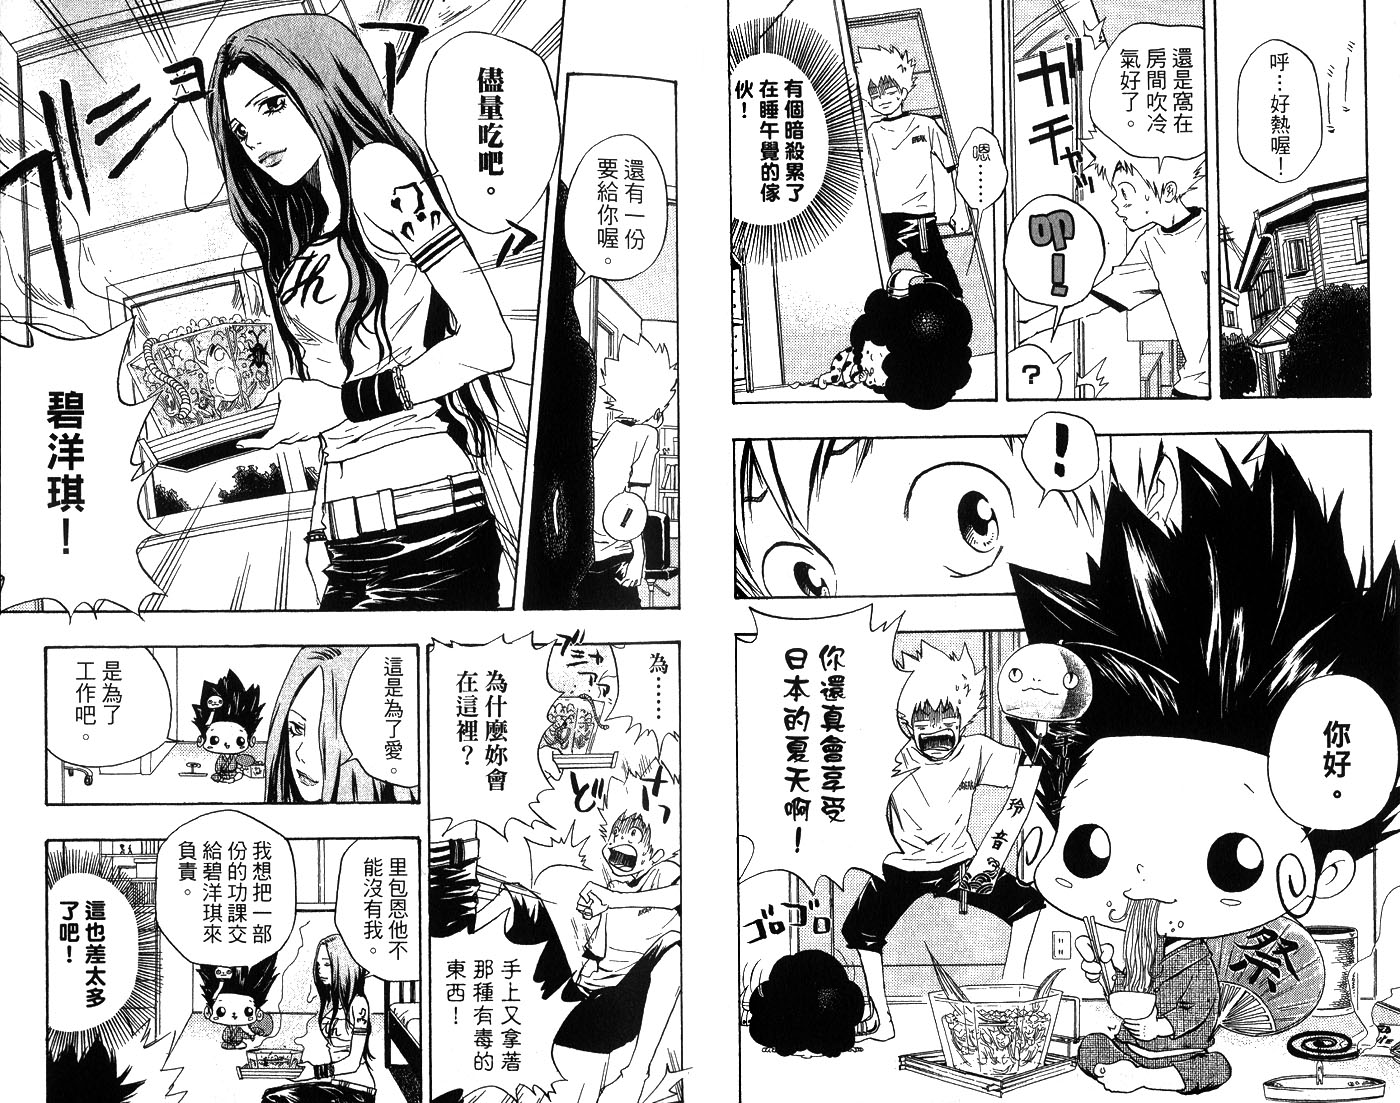 呼…好熱喔！
還是窩在
房間吹冷
氣好了。
ガチャッ
叩！
？
嗯………
有個暗殺累了
在睡午覺的傢
伙！
！
你好。
祭
玲音
你還真會享受
日本的夏天啊！
ゴロゴロ
還有一份
要給你喔。
！
儘量吃吧。
碧洋琪！
為……
為什麼妳會
在這裡？
手上又拿著
那種有毒的
東西！
這是為了愛。
是為了
工作吧。
里包恩他不
能沒有我。
我想把一部
份的功課交
給碧洋琪來
負責。
這也差太多
了吧！